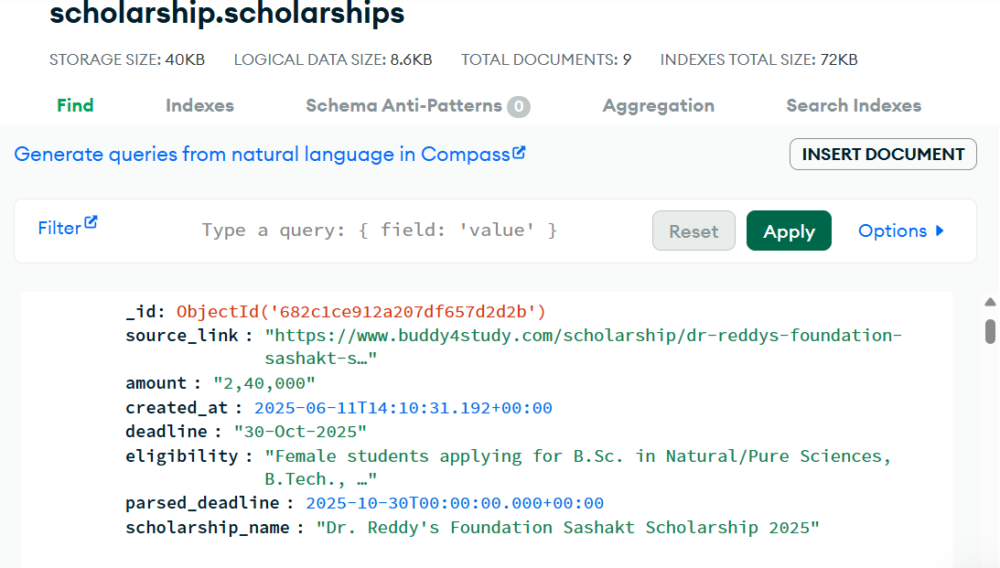 scholarship.scholarships
STORAGE SIZE: 40KB LOGICAL DATA SIZE: 8.6KB TOTAL DOCUMENTS: 9 INDEXES TOTAL SIZE: 72KB
Find Indexes Schema Anti-Patterns 0 Aggregation Search Indexes
Generate queries from natural language in Compass
INSERT DOCUMENT
Filter Type a query: { field: 'value' } Reset Apply Options
_id: ObjectId('682c1ce912a207df657d2d2b')
source_link : "https://www.buddy4study.com/scholarship/dr-reddys-foundation-
sashakt-s…"
amount : "2,40,000"
created_at : 2025-06-11T14:10:31.192+00:00
deadline : "30-Oct-2025"
eligibility : "Female students applying for B.Sc. in Natural/Pure Sciences,
B.Tech., …"
parsed_deadline : 2025-10-30T00:00:00.000+00:00
scholarship_name : "Dr. Reddy's Foundation Sashakt Scholarship 2025"